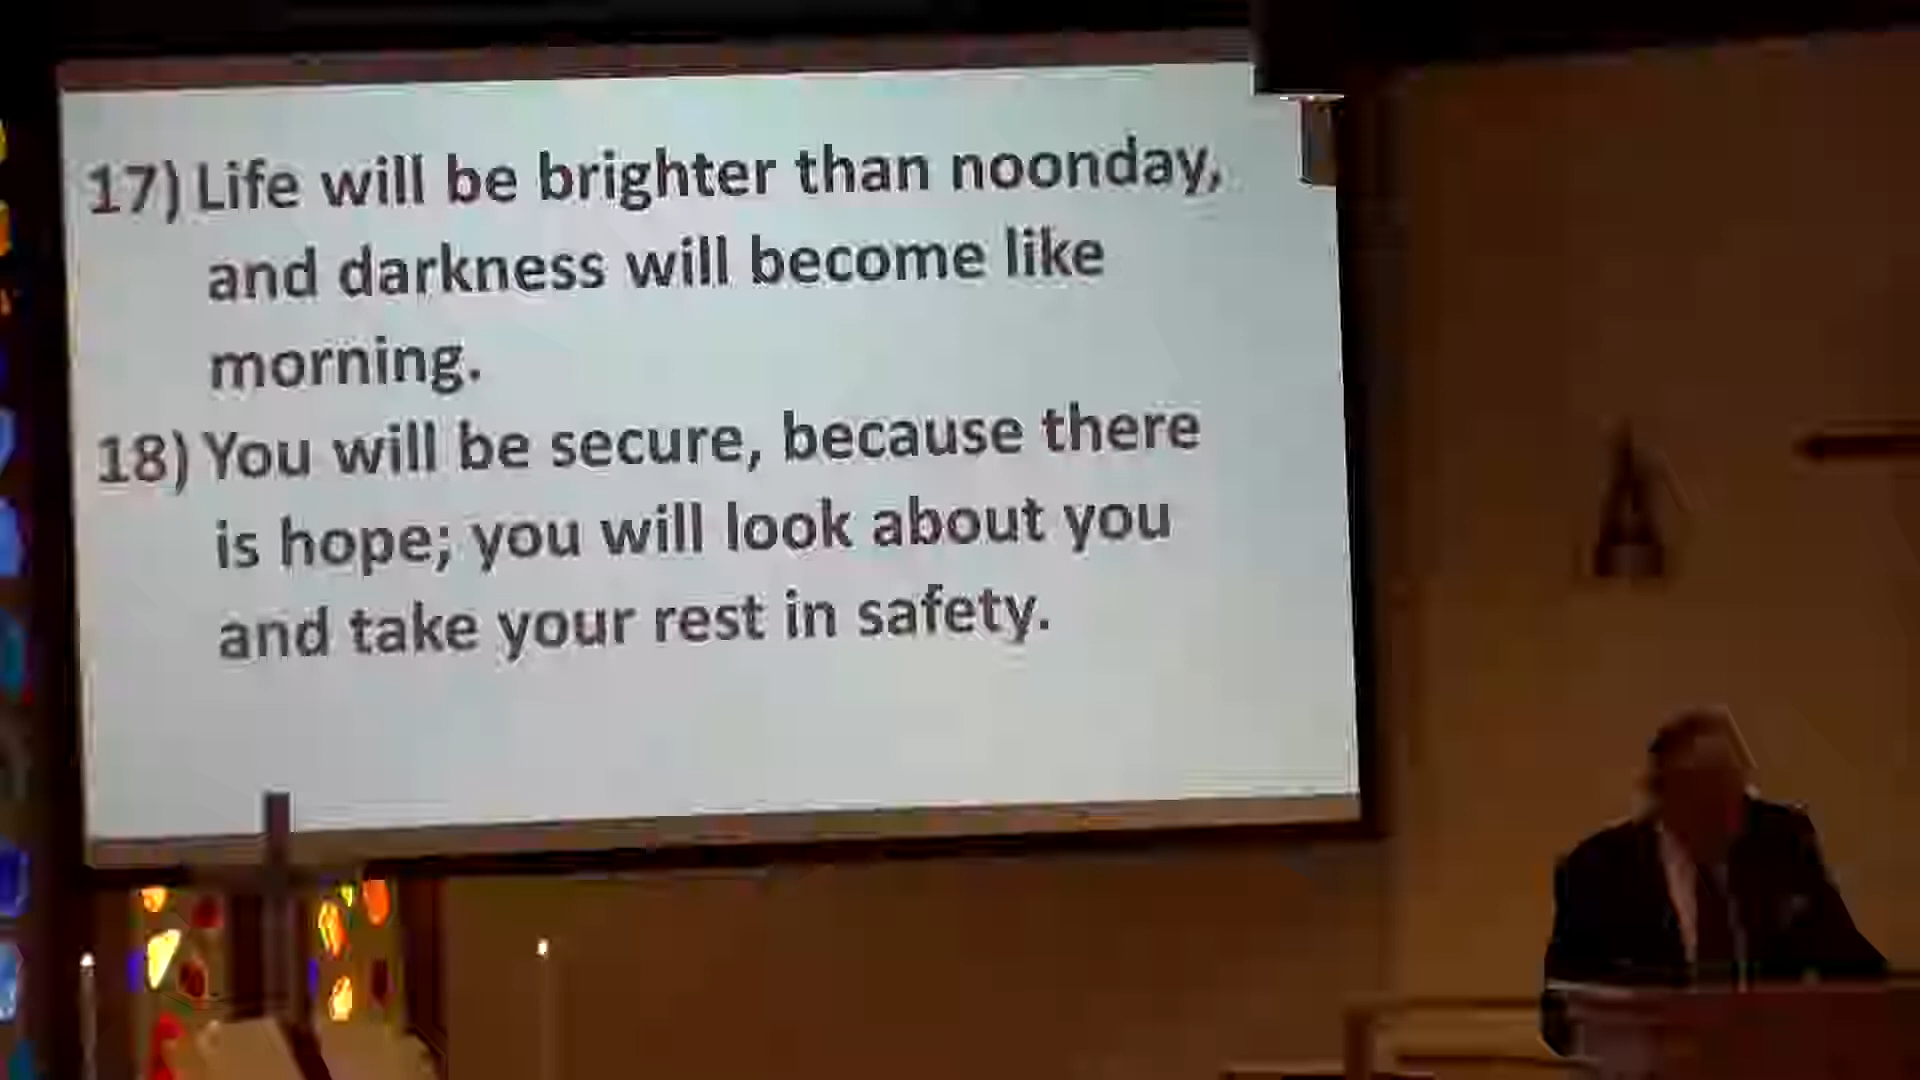 17) Life will be brighter than noonday,
and darkness will become like
morning.
18) You will be secure, because there
is hope; you will look about you
and take your rest in safety.